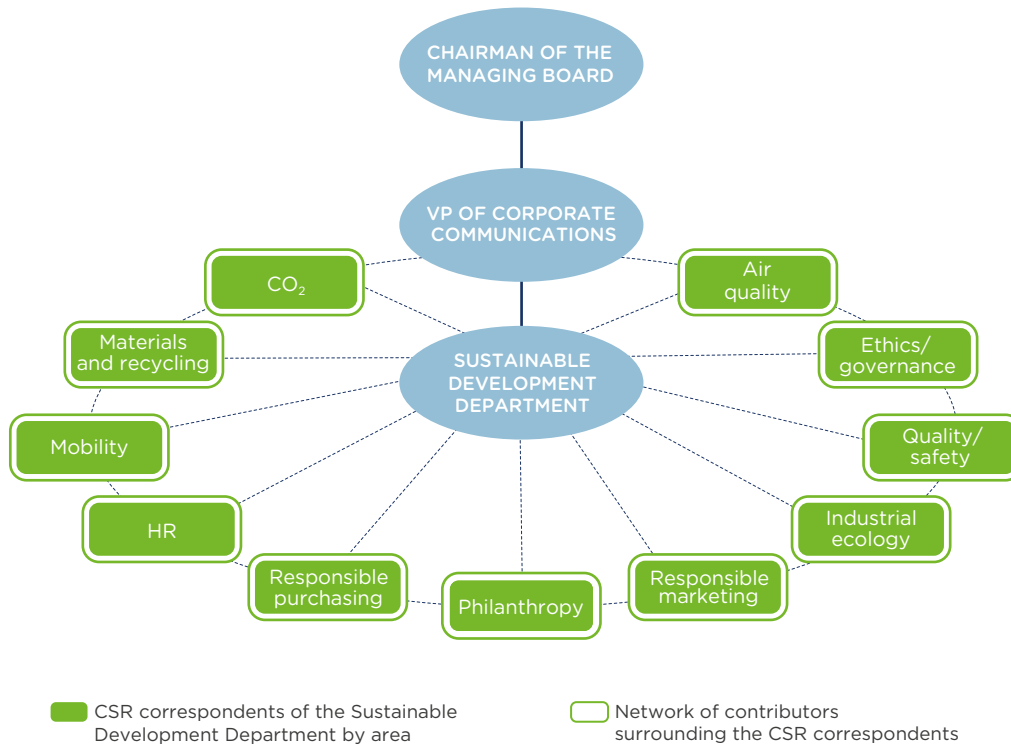 CHAIRMAN OF THE
MANAGING BOARD
VP OF CORPORATE
COMMUNICATIONS
CO₂
Air
quality
Materials
and recycling
SUSTAINABLE
DEVELOPMENT
DEPARTMENT
Ethics/
governance
Mobility
Quality/
safety
HR
Industrial
ecology
Responsible
purchasing
Philanthropy
Responsible
marketing
CSR correspondents of the Sustainable
Development Department by area
Network of contributors
surrounding the CSR correspondents